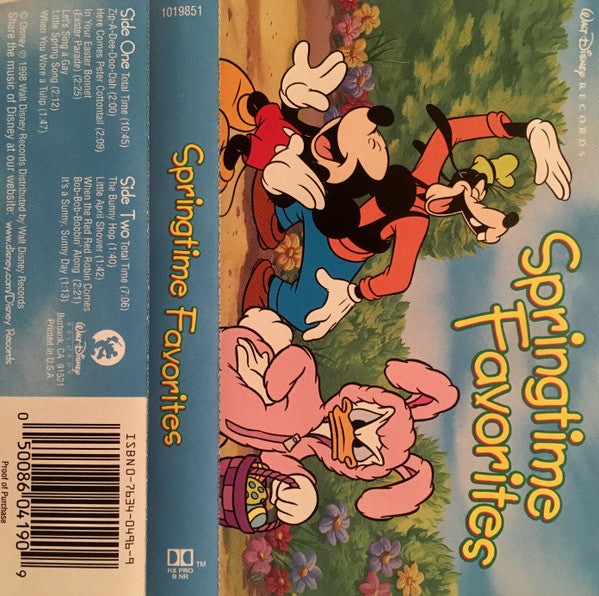 WALT DISNEY RECORDS
Springtime
Favorites
1019851
Springtime Favorites
DOLBY
HX PRO
B NR
TM
Side One Total Time (10:45)
Zip-A-Dee-Doo-Dah (2:00)
Here Comes Peter Cottontail (2:09)
In Your Easter Bonnet
(Easter Parade) (2:25)
Let's Sing a Gay
Little Spring Song (2:12)
When You Wore a Tulip (1:47)
Side Two Total Time (7:06)
The Bunny Hop (1:40)
Little April Shower (1:42)
When the Red Red Robin Comes
Bob-Bob-Bobbin' Along (2:21)
It's a Sunny, Sunny Day (1:13)
© Disney ℗ 1998 Walt Disney Records Distributed by Walt Disney Records
Share the music of Disney at our website: www.disney.com/Disney Records
WALT DISNEY
RECORDS
Burbank, CA 91521
Printed in U.S.A.
ISBN 0-7634-0496-9
0 50086 04190 9
Proof of Purchase